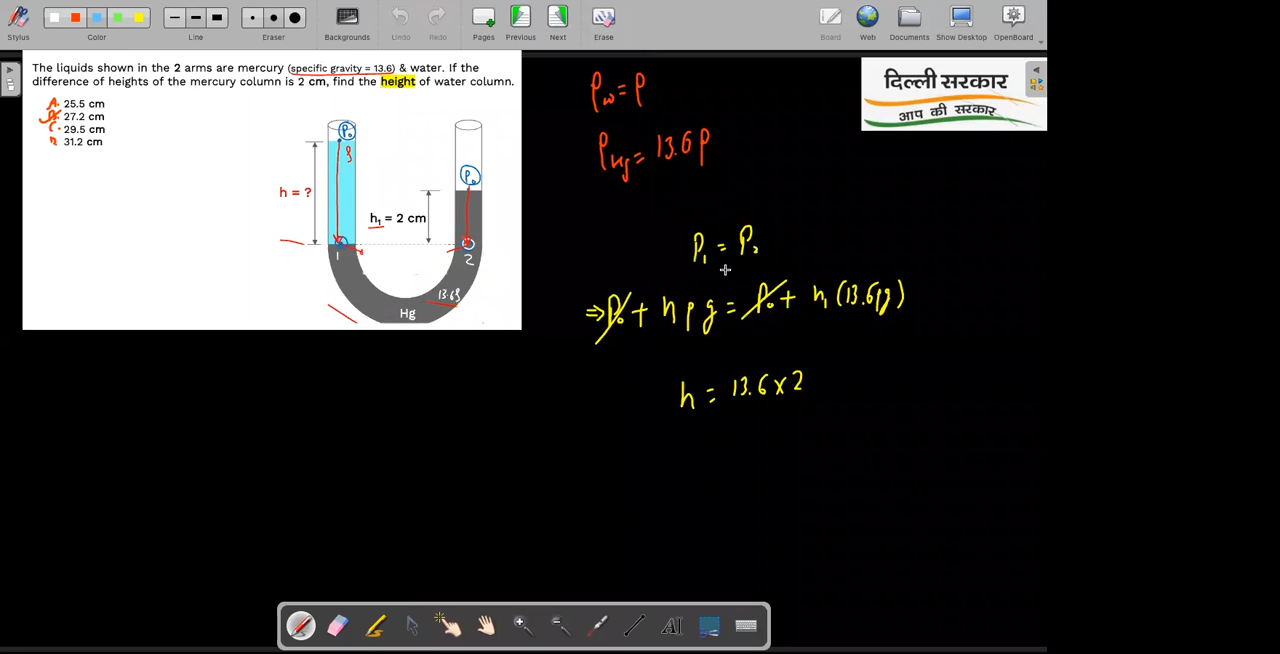 Stylus
Color
Line
Eraser
Backgrounds
Undo
Redo
Pages
Previous
Next
Erase
Board
Web
Documents
Show Desktop
OpenBoard
The liquids shown in the 2 arms are mercury (specific gravity = 13.6) & water. If the
difference of heights of the mercury column is 2 cm, find the height of water column.
A. 25.5 cm
B. 27.2 cm
C. 29.5 cm
D. 31.2 cm
P₀
ρ
P₀
h = ?
h₁ = 2 cm
1
2
13.6ρ
Hg
ρw = ρ
ρHg = 13.6ρ
P₁ = P₂
⇒ P₀ + hρg = P₀ + h₁(13.6ρg)
h = 13.6 × 2
दिल्ली सरकार
आप की सरकार
AI